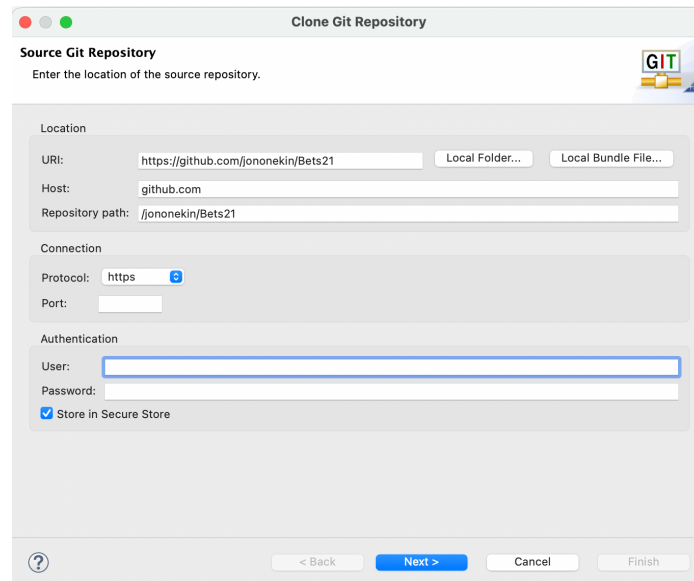 Clone Git Repository
Source Git Repository
Enter the location of the source repository.
GIT
Location
URI: https://github.com/jononekin/Bets21 Local Folder... Local Bundle File...
Host: github.com
Repository path: /jononekin/Bets21
Connection
Protocol: https
Port:
Authentication
User:
Password:
Store in Secure Store
? < Back Next > Cancel Finish